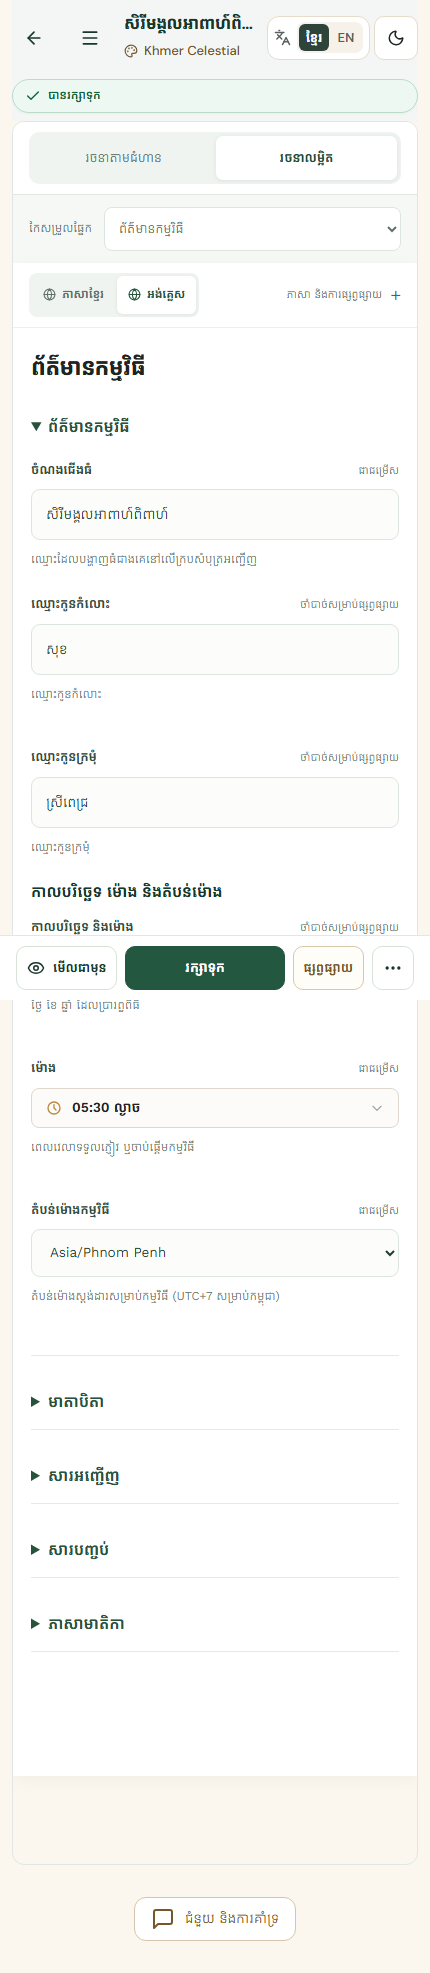 សិរីមង្គលអាពាហ៍ពិ...
Khmer Celestial
ខ្មែរ
EN
បានរក្សាទុក
រចនាតាមជំហាន
រចនាលម្អិត
កែសម្រួលផ្នែក
ព័ត៌មានកម្មវិធី
ភាសាខ្មែរ
អង់គ្លេស
ភាសា និងការផ្សព្វផ្សាយ +
ព័ត៌មានកម្មវិធី
ព័ត៌មានកម្មវិធី
ចំណងជើងធំ
ជាជម្រើស
សិរីមង្គលអាពាហ៍ពិពាហ៍
ឈ្មោះដែលបង្ហាញធំជាងគេនៅលើក្របសំបុត្រអញ្ជើញ
ឈ្មោះកូនកំលោះ
ចាំបាច់សម្រាប់ផ្សព្វផ្សាយ
សុខ
ឈ្មោះកូនកំលោះ
ឈ្មោះកូនក្រមុំ
ចាំបាច់សម្រាប់ផ្សព្វផ្សាយ
ស្រីពេជ្រ
ឈ្មោះកូនក្រមុំ
កាលបរិច្ឆេទ ម៉ោង និងតំបន់ម៉ោង
កាលបរិច្ឆេទ និងម៉ោង
ចាំបាច់សម្រាប់ផ្សព្វផ្សាយ
មើលជាមុន
រក្សាទុក
ផ្សព្វផ្សាយ
ថ្ងៃ ខែ ឆ្នាំ ដែលប្រារព្ធពិធី
ម៉ោង
ជាជម្រើស
05:30 ល្ងាច
ពេលវេលាទទួលភ្ញៀវ ឬចាប់ផ្តើមកម្មវិធី
តំបន់ម៉ោងកម្មវិធី
ជាជម្រើស
Asia/Phnom Penh
តំបន់ម៉ោងស្តង់ដារសម្រាប់កម្មវិធី (UTC+7 សម្រាប់កម្ពុជា)
មាតាបិតា
សារអញ្ជើញ
សារបញ្ចប់
ភាសាមាតិកា
ជំនួយ និងការគាំទ្រ